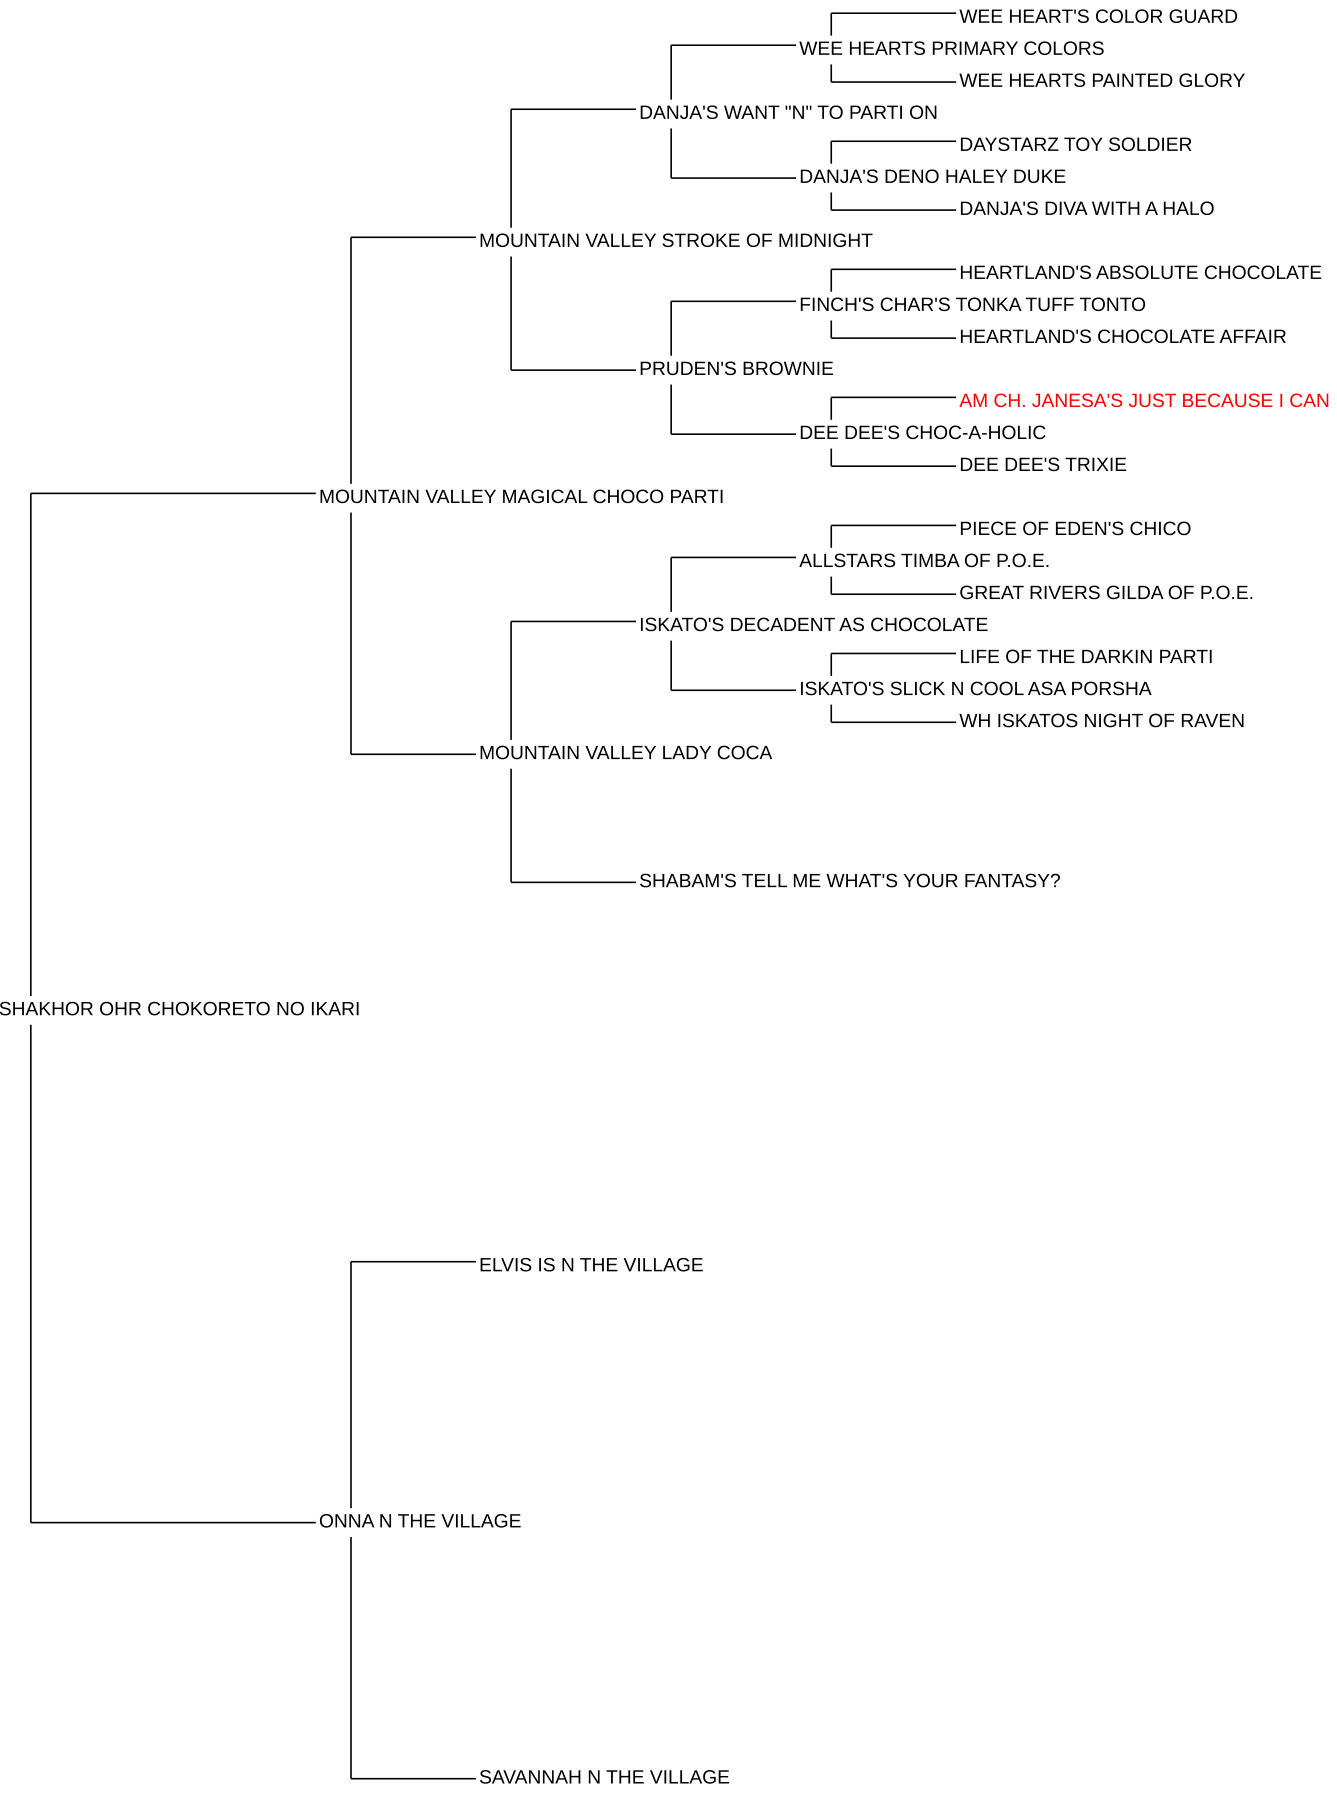 WEE HEART'S COLOR GUARD
WEE HEARTS PRIMARY COLORS
WEE HEARTS PAINTED GLORY
DANJA'S WANT "N" TO PARTI ON
DAYSTARZ TOY SOLDIER
DANJA'S DENO HALEY DUKE
DANJA'S DIVA WITH A HALO
MOUNTAIN VALLEY STROKE OF MIDNIGHT
HEARTLAND'S ABSOLUTE CHOCOLATE
FINCH'S CHAR'S TONKA TUFF TONTO
HEARTLAND'S CHOCOLATE AFFAIR
PRUDEN'S BROWNIE
AM CH. JANESA'S JUST BECAUSE I CAN
DEE DEE'S CHOC-A-HOLIC
DEE DEE'S TRIXIE
MOUNTAIN VALLEY MAGICAL CHOCO PARTI
PIECE OF EDEN'S CHICO
ALLSTARS TIMBA OF P.O.E.
GREAT RIVERS GILDA OF P.O.E.
ISKATO'S DECADENT AS CHOCOLATE
LIFE OF THE DARKIN PARTI
ISKATO'S SLICK N COOL ASA PORSHA
WH ISKATOS NIGHT OF RAVEN
MOUNTAIN VALLEY LADY COCA
SHABAM'S TELL ME WHAT'S YOUR FANTASY?
SHAKHOR OHR CHOKORETO NO IKARI
ELVIS IS N THE VILLAGE
ONNA N THE VILLAGE
SAVANNAH N THE VILLAGE